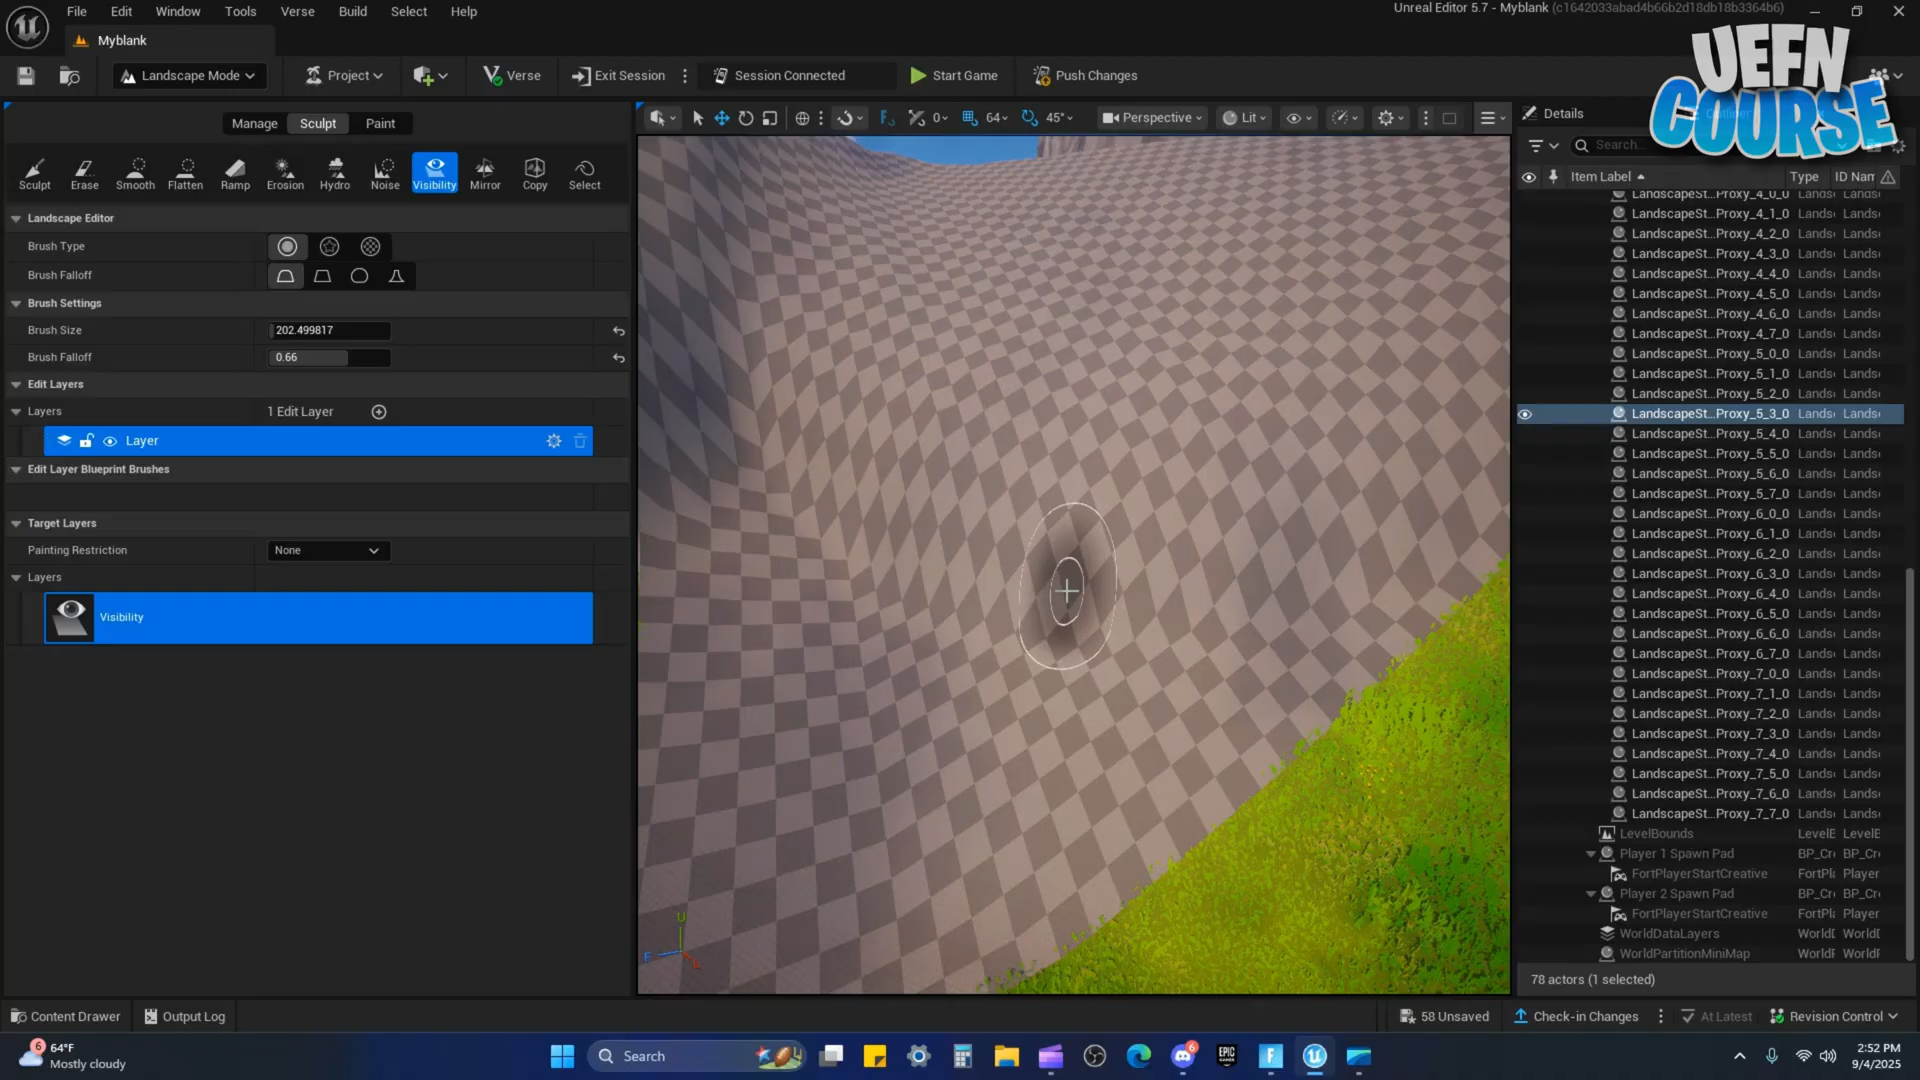 File Edit Window Tools Verse Build Select Help
Unreal Editor 5.7 - Myblank (c1642033abad4b66b2d18db18b3364b6)
Myblank
UEFN
COURSE
Landscape Mode
Project
Verse
Exit Session
Session Connected
Start Game
Push Changes
Manage Sculpt Paint
Sculpt Erase Smooth Flatten Ramp Erosion Hydro Noise Visibility Mirror Copy Select
Landscape Editor
Brush Type
Brush Falloff
Brush Settings
Brush Size 202.499817
Brush Falloff 0.66
Edit Layers
Layers 1 Edit Layer
Layer
Edit Layer Blueprint Brushes
Target Layers
Painting Restriction None
Layers
Visibility
0 64 45° Perspective Lit
Details
Search...
Item Label Type ID Nam
LandscapeSt...Proxy_4_0_0 Lands Lands
LandscapeSt...Proxy_4_1_0 Lands Lands
LandscapeSt...Proxy_4_2_0 Lands Lands
LandscapeSt...Proxy_4_3_0 Lands Lands
LandscapeSt...Proxy_4_4_0 Lands Lands
LandscapeSt...Proxy_4_5_0 Lands Lands
LandscapeSt...Proxy_4_6_0 Lands Lands
LandscapeSt...Proxy_4_7_0 Lands Lands
LandscapeSt...Proxy_5_0_0 Lands Lands
LandscapeSt...Proxy_5_1_0 Lands Lands
LandscapeSt...Proxy_5_2_0 Lands Lands
LandscapeSt...Proxy_5_3_0 Lands Lands
LandscapeSt...Proxy_5_4_0 Lands Lands
LandscapeSt...Proxy_5_5_0 Lands Lands
LandscapeSt...Proxy_5_6_0 Lands Lands
LandscapeSt...Proxy_5_7_0 Lands Lands
LandscapeSt...Proxy_6_0_0 Lands Lands
LandscapeSt...Proxy_6_1_0 Lands Lands
LandscapeSt...Proxy_6_2_0 Lands Lands
LandscapeSt...Proxy_6_3_0 Lands Lands
LandscapeSt...Proxy_6_4_0 Lands Lands
LandscapeSt...Proxy_6_5_0 Lands Lands
LandscapeSt...Proxy_6_6_0 Lands Lands
LandscapeSt...Proxy_6_7_0 Lands Lands
LandscapeSt...Proxy_7_0_0 Lands Lands
LandscapeSt...Proxy_7_1_0 Lands Lands
LandscapeSt...Proxy_7_2_0 Lands Lands
LandscapeSt...Proxy_7_3_0 Lands Lands
LandscapeSt...Proxy_7_4_0 Lands Lands
LandscapeSt...Proxy_7_5_0 Lands Lands
LandscapeSt...Proxy_7_6_0 Lands Lands
LandscapeSt...Proxy_7_7_0 Lands Lands
LevelBounds LevelE LevelE
Player 1 Spawn Pad BP_Cr BP_Cr
FortPlayerStartCreative FortPl Player
Player 2 Spawn Pad BP_Cr BP_Cr
FortPlayerStartCreative FortPl Player
WorldDataLayers World World
WorldPartitionMiniMap World World
78 actors (1 selected)
Content Drawer Output Log
58 Unsaved Check-in Changes At Latest Revision Control
6 64°F
Mostly cloudy
Search
6
EPIC GAMES
2:52 PM
9/4/2025